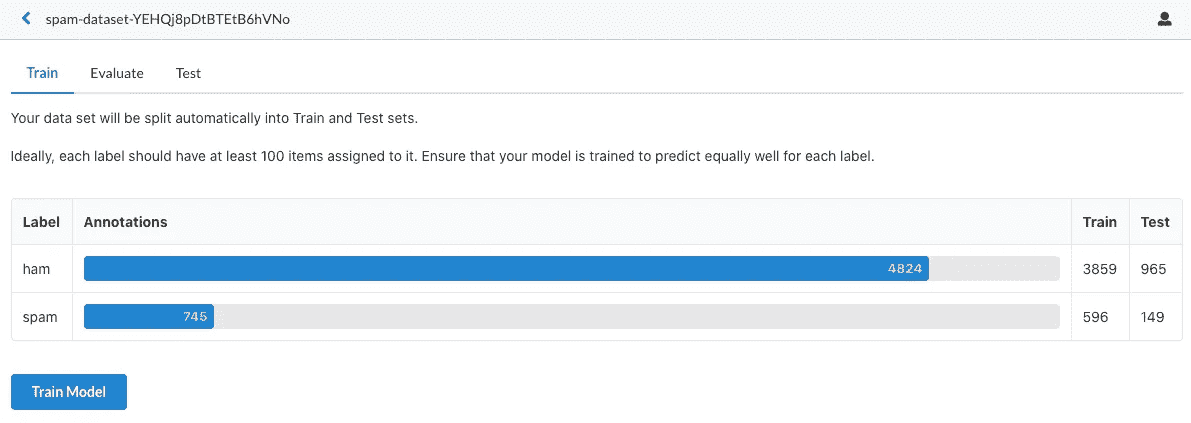 spam-dataset-YEHQj8pDtBTEtB6hVNo
Train Evaluate Test
Your data set will be split automatically into Train and Test sets.
Ideally, each label should have at least 100 items assigned to it. Ensure that your model is trained to predict equally well for each label.
Label Annotations Train Test
ham 4824 3859 965
spam 745 596 149
Train Model